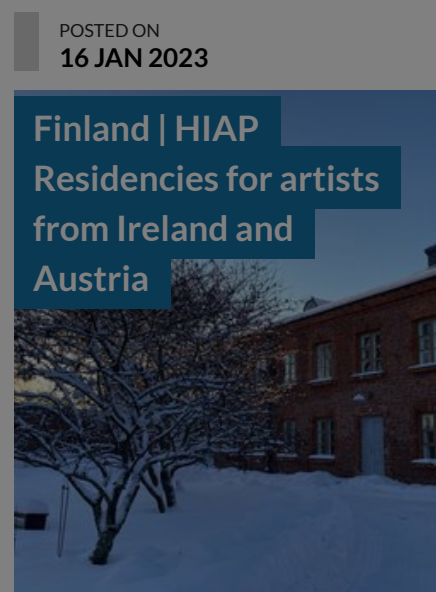 POSTED ON
16 JAN 2023
Finland | HIAP
Residencies for artists
from Ireland and
Austria